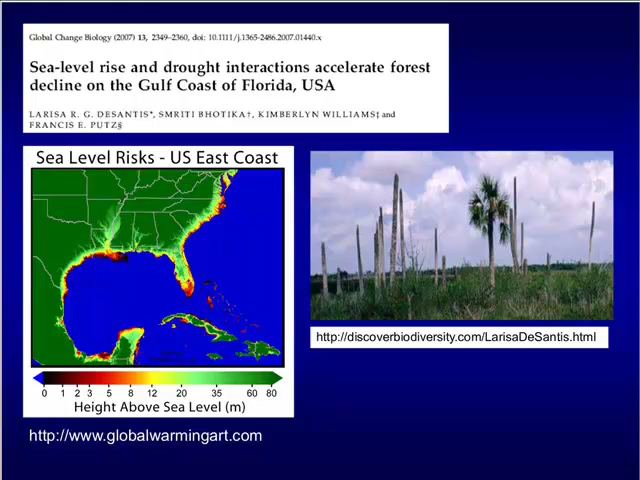 Global Change Biology (2007) 13, 2349–2360, doi: 10.1111/j.1365-2486.2007.01440.x
Sea-level rise and drought interactions accelerate forest
decline on the Gulf Coast of Florida, USA
LARISA R. G. DESANTIS*, SMRITI BHOTIKA†, KIMBERLYN WILLIAMS‡ and
FRANCIS E. PUTZ§
Sea Level Risks - US East Coast
0 1 2 3 5 8 12 20 35 60 80
Height Above Sea Level (m)
http://discoverbiodiversity.com/LarisaDeSantis.html
http://www.globalwarmingart.com